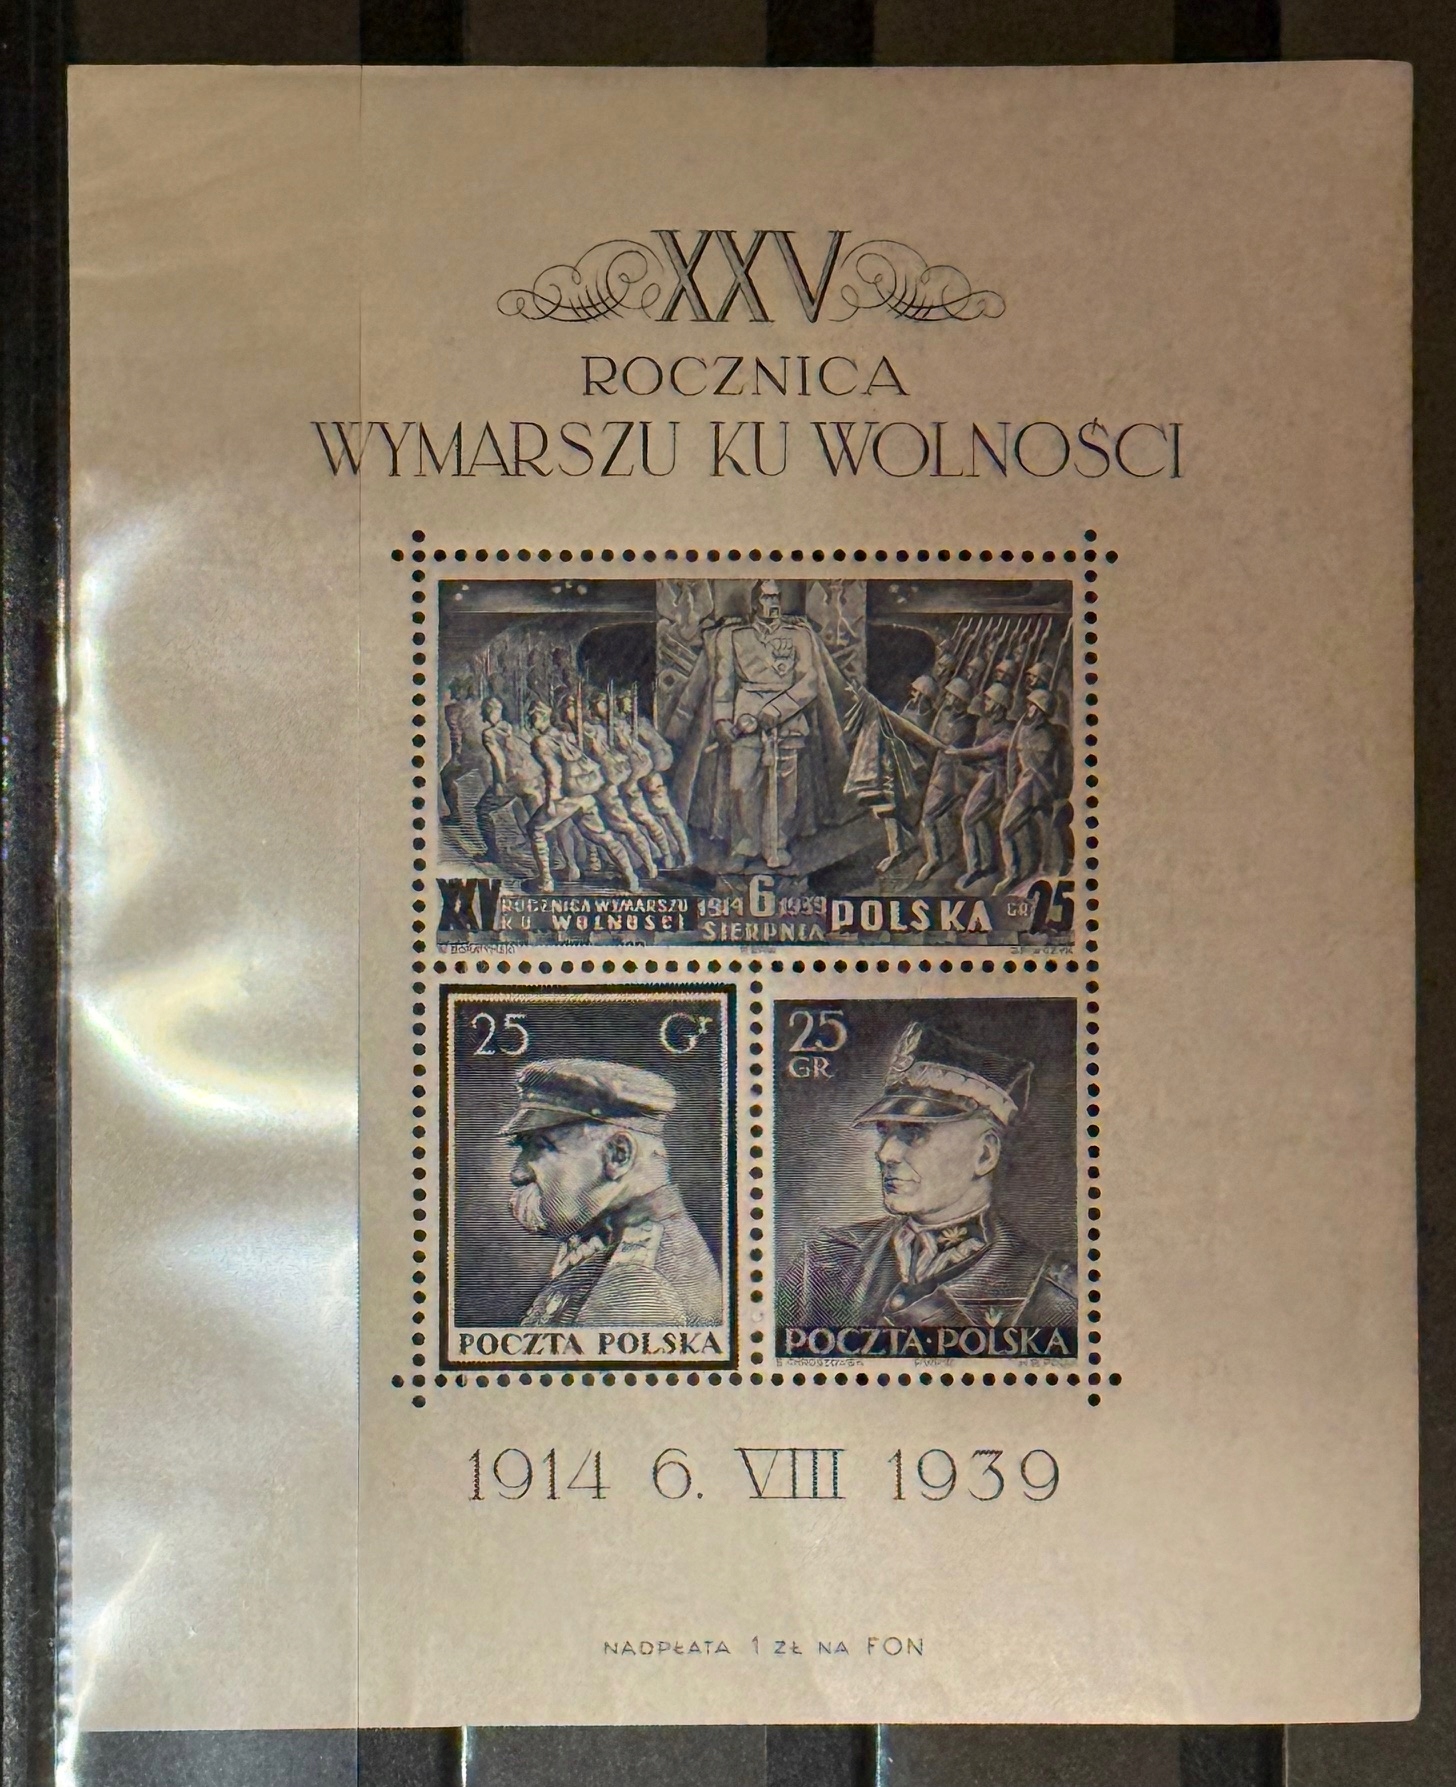 XXV
ROCZNICA
WYMARSZU KU WOLNOŚCI
XXV ROCZNICA WYMARSZU KU WOLNOSCI 1914 6 1939 SIERPNIA POLSKA GR 25
25 Gr
POCZTA POLSKA
25
GR
POCZTA·POLSKA
1914 6. VIII 1939
NADPŁATA 1 ZŁ NA FON